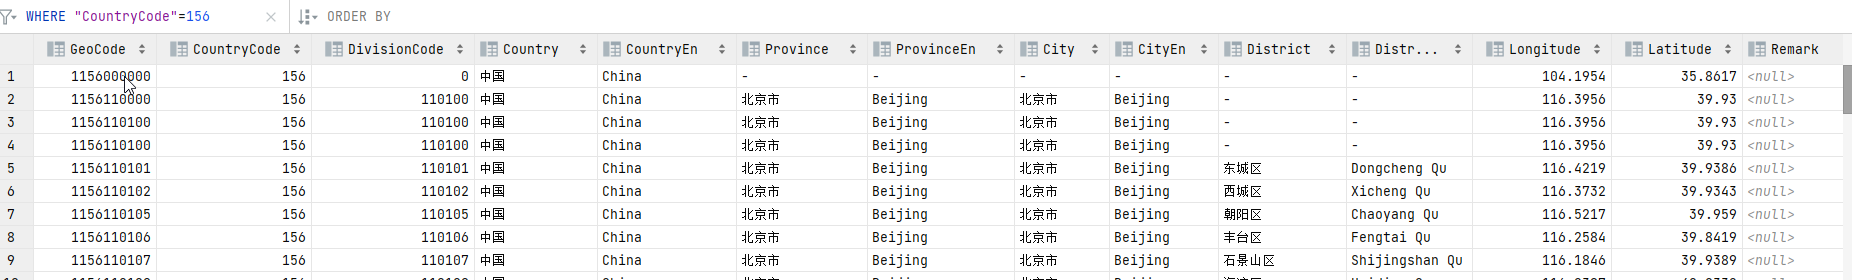 WHERE "CountryCode"=156 ORDER BY
GeoCode CountryCode DivisionCode Country CountryEn Province ProvinceEn City CityEn District Distr... Longitude Latitude Remark
1 1156000000 156 0 中国 China - - - - - - 104.1954 35.8617 <null>
2 1156110000 156 110100 中国 China 北京市 Beijing 北京市 Beijing - - 116.3956 39.93 <null>
3 1156110100 156 110100 中国 China 北京市 Beijing 北京市 Beijing - - 116.3956 39.93 <null>
4 1156110100 156 110100 中国 China 北京市 Beijing 北京市 Beijing - - 116.3956 39.93 <null>
5 1156110101 156 110101 中国 China 北京市 Beijing 北京市 Beijing 东城区 Dongcheng Qu 116.4219 39.9386 <null>
6 1156110102 156 110102 中国 China 北京市 Beijing 北京市 Beijing 西城区 Xicheng Qu 116.3732 39.9343 <null>
7 1156110105 156 110105 中国 China 北京市 Beijing 北京市 Beijing 朝阳区 Chaoyang Qu 116.5217 39.959 <null>
8 1156110106 156 110106 中国 China 北京市 Beijing 北京市 Beijing 丰台区 Fengtai Qu 116.2584 39.8419 <null>
9 1156110107 156 110107 中国 China 北京市 Beijing 北京市 Beijing 石景山区 Shijingshan Qu 116.1846 39.9389 <null>